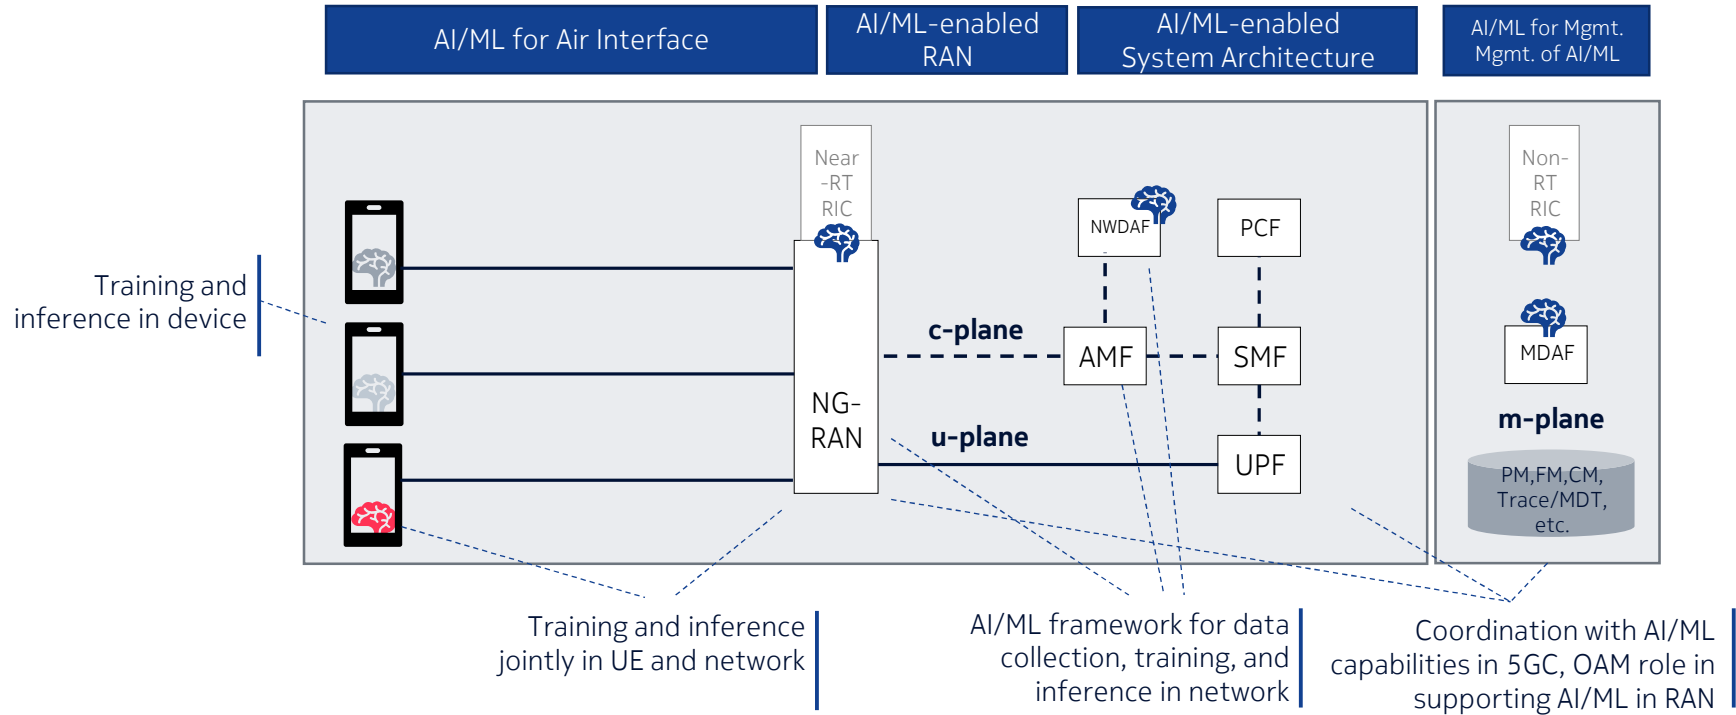 AI/ML for Air Interface
AI/ML-enabled
RAN
AI/ML-enabled
System Architecture
AI/ML for Mgmt.
Mgmt. of AI/ML
Near
-RT
RIC
NG-
RAN
c-plane
u-plane
NWDAF
PCF
AMF
SMF
UPF
Non-
RT
RIC
MDAF
m-plane
PM,FM,CM,
Trace/MDT,
etc.
Training and
inference in device
Training and inference
jointly in UE and network
AI/ML framework for data
collection, training, and
inference in network
Coordination with AI/ML
capabilities in 5GC, OAM role in
supporting AI/ML in RAN